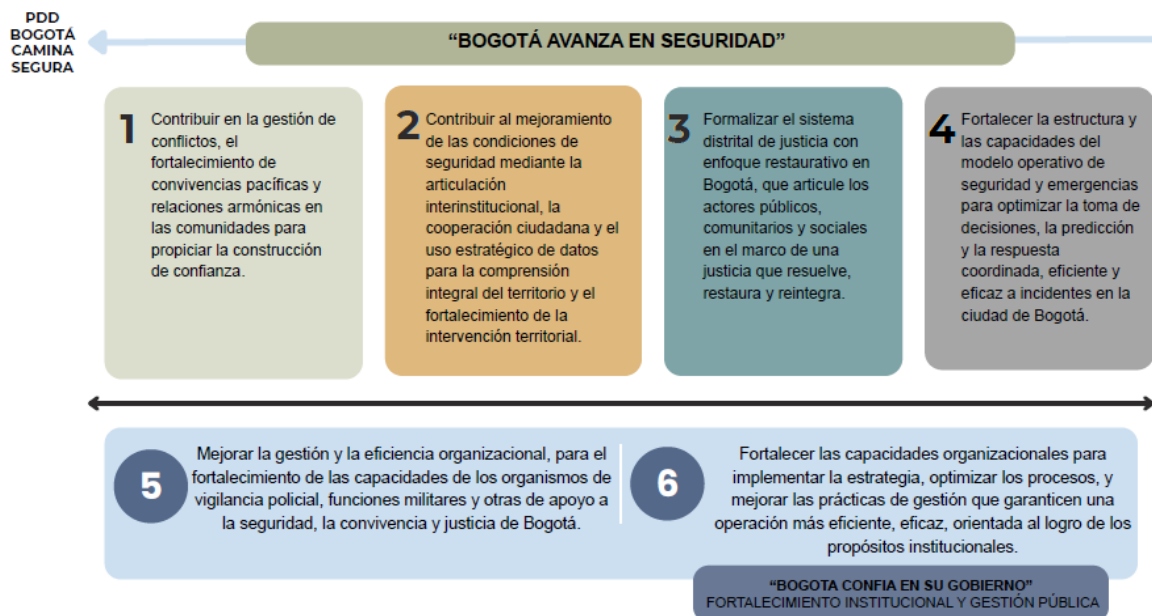 PDD
BOGOTÁ
CAMINA
SEGURA
“BOGOTÁ AVANZA EN SEGURIDAD”
1
Contribuir en la gestión de
conflictos, el
fortalecimiento de
convivencias pacíficas y
relaciones armónicas en
las comunidades para
propiciar la construcción
de confianza.
2
Contribuir al mejoramiento
de las condiciones de
seguridad mediante la
articulación
interinstitucional, la
cooperación ciudadana y el
uso estratégico de datos
para la comprensión
integral del territorio y el
fortalecimiento de la
intervención territorial.
3
Formalizar el sistema
distrital de justicia con
enfoque restaurativo en
Bogotá, que articule los
actores públicos,
comunitarios y sociales
en el marco de una
justicia que resuelve,
restaura y reintegra.
4
Fortalecer la estructura y
las capacidades del
modelo operativo de
seguridad y emergencias
para optimizar la toma de
decisiones, la predicción
y la respuesta
coordinada, eficiente y
eficaz a incidentes en la
ciudad de Bogotá.
5
Mejorar la gestión y la eficiencia organizacional, para el
fortalecimiento de las capacidades de los organismos de
vigilancia policial, funciones militares y otras de apoyo a
la seguridad, la convivencia y justicia de Bogotá.
6
Fortalecer las capacidades organizacionales para
implementar la estrategia, optimizar los procesos, y
mejorar las prácticas de gestión que garanticen una
operación más eficiente, eficaz, orientada al logro de los
propósitos institucionales.
“BOGOTA CONFIA EN SU GOBIERNO”
FORTALECIMIENTO INSTITUCIONAL Y GESTIÓN PÚBLICA